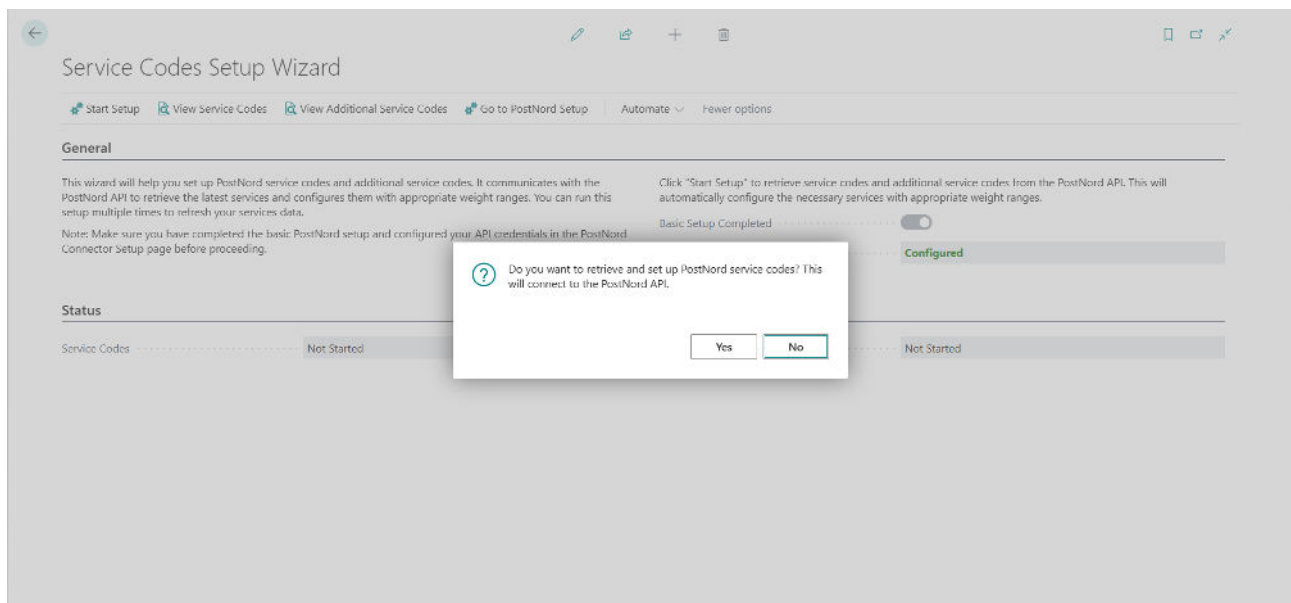 Service Codes Setup Wizard
Start Setup View Service Codes View Additional Service Codes Go to PostNord Setup Automate Fewer options
General
This wizard will help you set up PostNord service codes and additional service codes. It communicates with the
PostNord API to retrieve the latest services and configures them with appropriate weight ranges. You can run this
setup multiple times to refresh your services data.
Note: Make sure you have completed the basic PostNord setup and configured your API credentials in the PostNord
Connector Setup page before proceeding.
Click "Start Setup" to retrieve service codes and additional service codes from the PostNord API. This will
automatically configure the necessary services with appropriate weight ranges.
Basic Setup Completed
Configured
Do you want to retrieve and set up PostNord service codes? This
will connect to the PostNord API.
Yes No
Status
Service Codes Not Started
Not Started